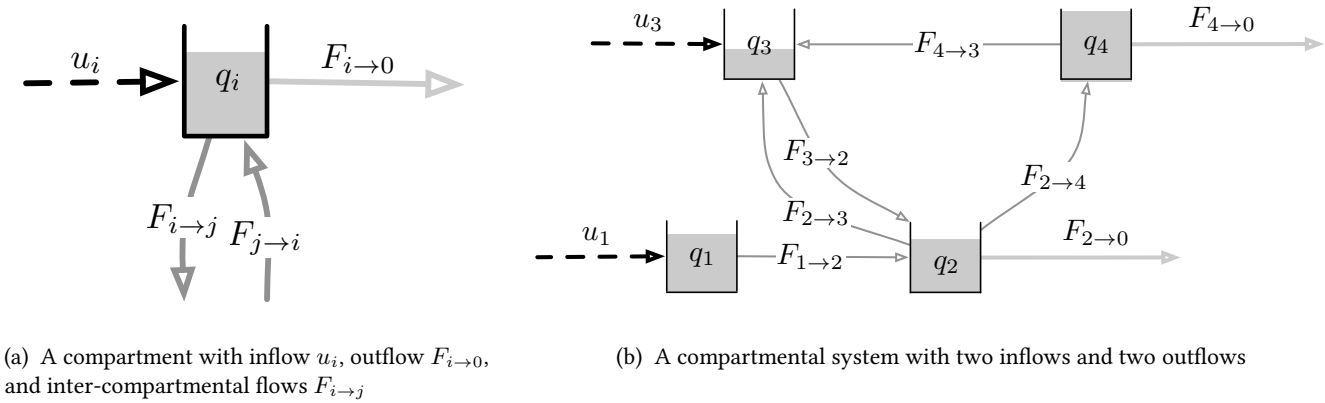 u_i
q_i
F_{i→0}
F_{i→j}
F_{j→i}
(a) A compartment with inflow u_i, outflow F_{i→0},
and inter-compartmental flows F_{i→j}
u_3
q_3
F_{4→3}
q_4
F_{4→0}
F_{3→2}
F_{2→4}
F_{2→3}
u_1
q_1
F_{1→2}
q_2
F_{2→0}
(b) A compartmental system with two inflows and two outflows